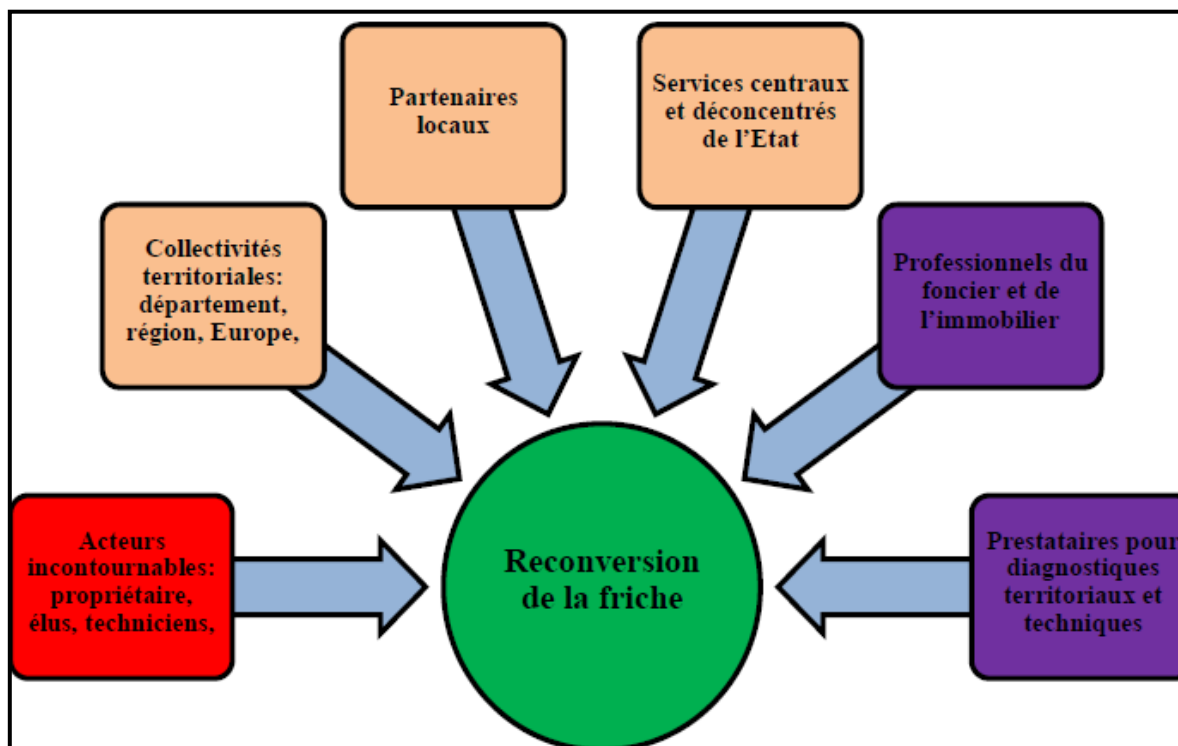 Partenaires
locaux
Services centraux
et déconcentrés
de l'Etat
Collectivités
territoriales:
département,
région, Europe,
Professionnels du
foncier et de
l'immobilier
Acteurs
incontournables:
propriétaire,
élus, techniciens,
Reconversion
de la friche
Prestataires pour
diagnostiques
territoriaux et
techniques